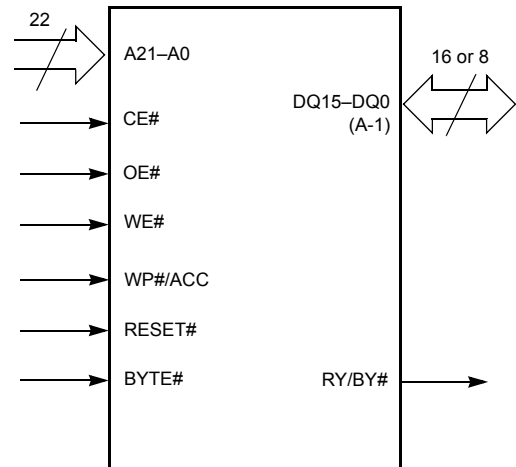 22
A21–A0
16 or 8
DQ15–DQ0
(A-1)
CE#
OE#
WE#
WP#/ACC
RESET#
BYTE#
RY/BY#